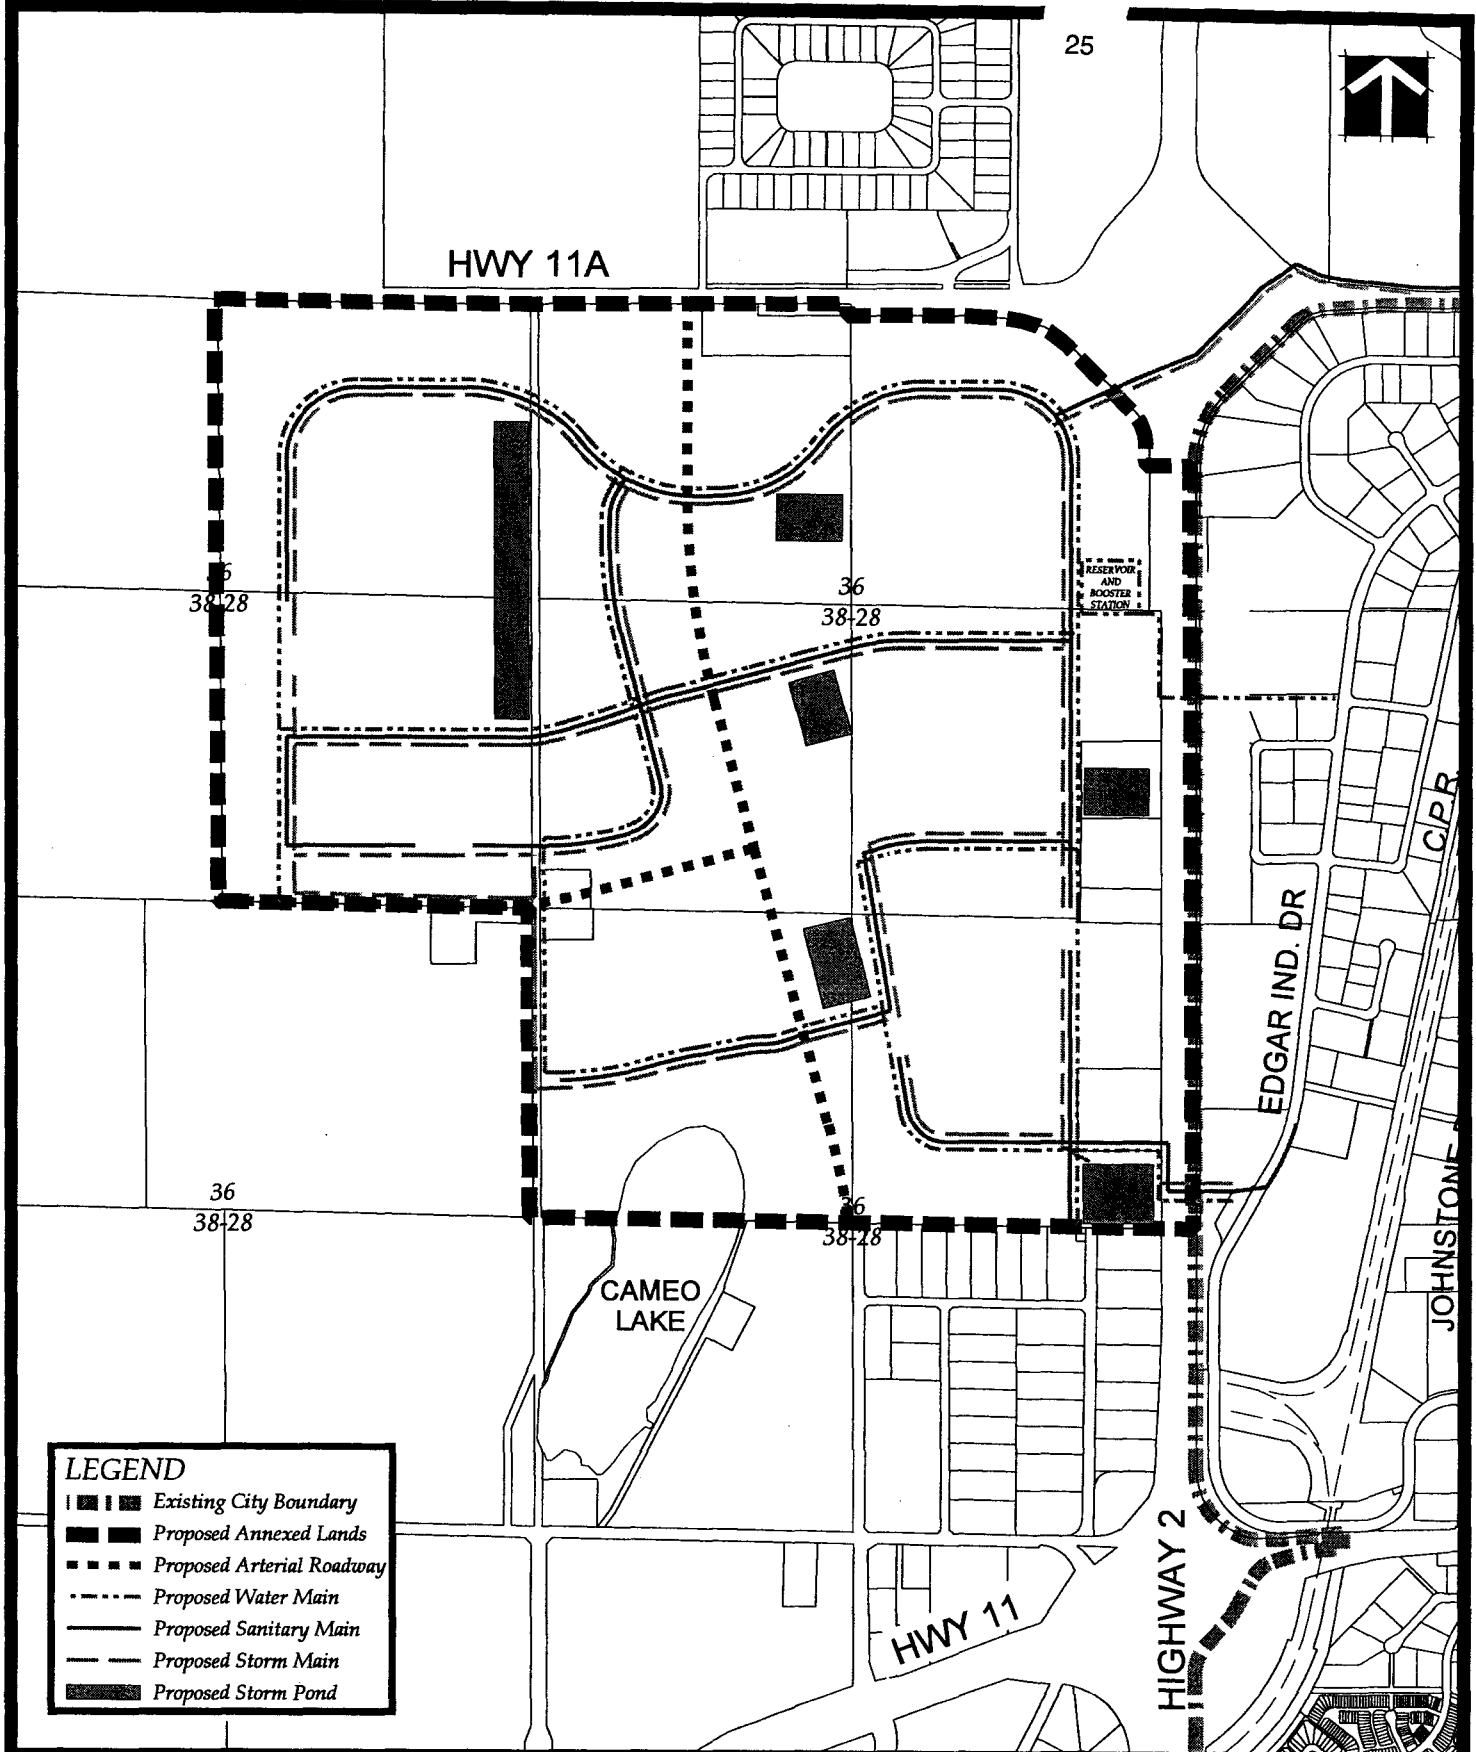 25
HWY 11A
36
38-28
36
38-28
RESERVOIR
AND
BOOSTER
STATION
C.P.R.
EDGAR IND. DR
36
38-28
36
38-28
JOHNSTONE
CAMEO
LAKE
HIGHWAY 2
HWY 11
LEGEND
Existing City Boundary
Proposed Annexed Lands
Proposed Arterial Roadway
Proposed Water Main
Proposed Sanitary Main
Proposed Storm Main
Proposed Storm Pond